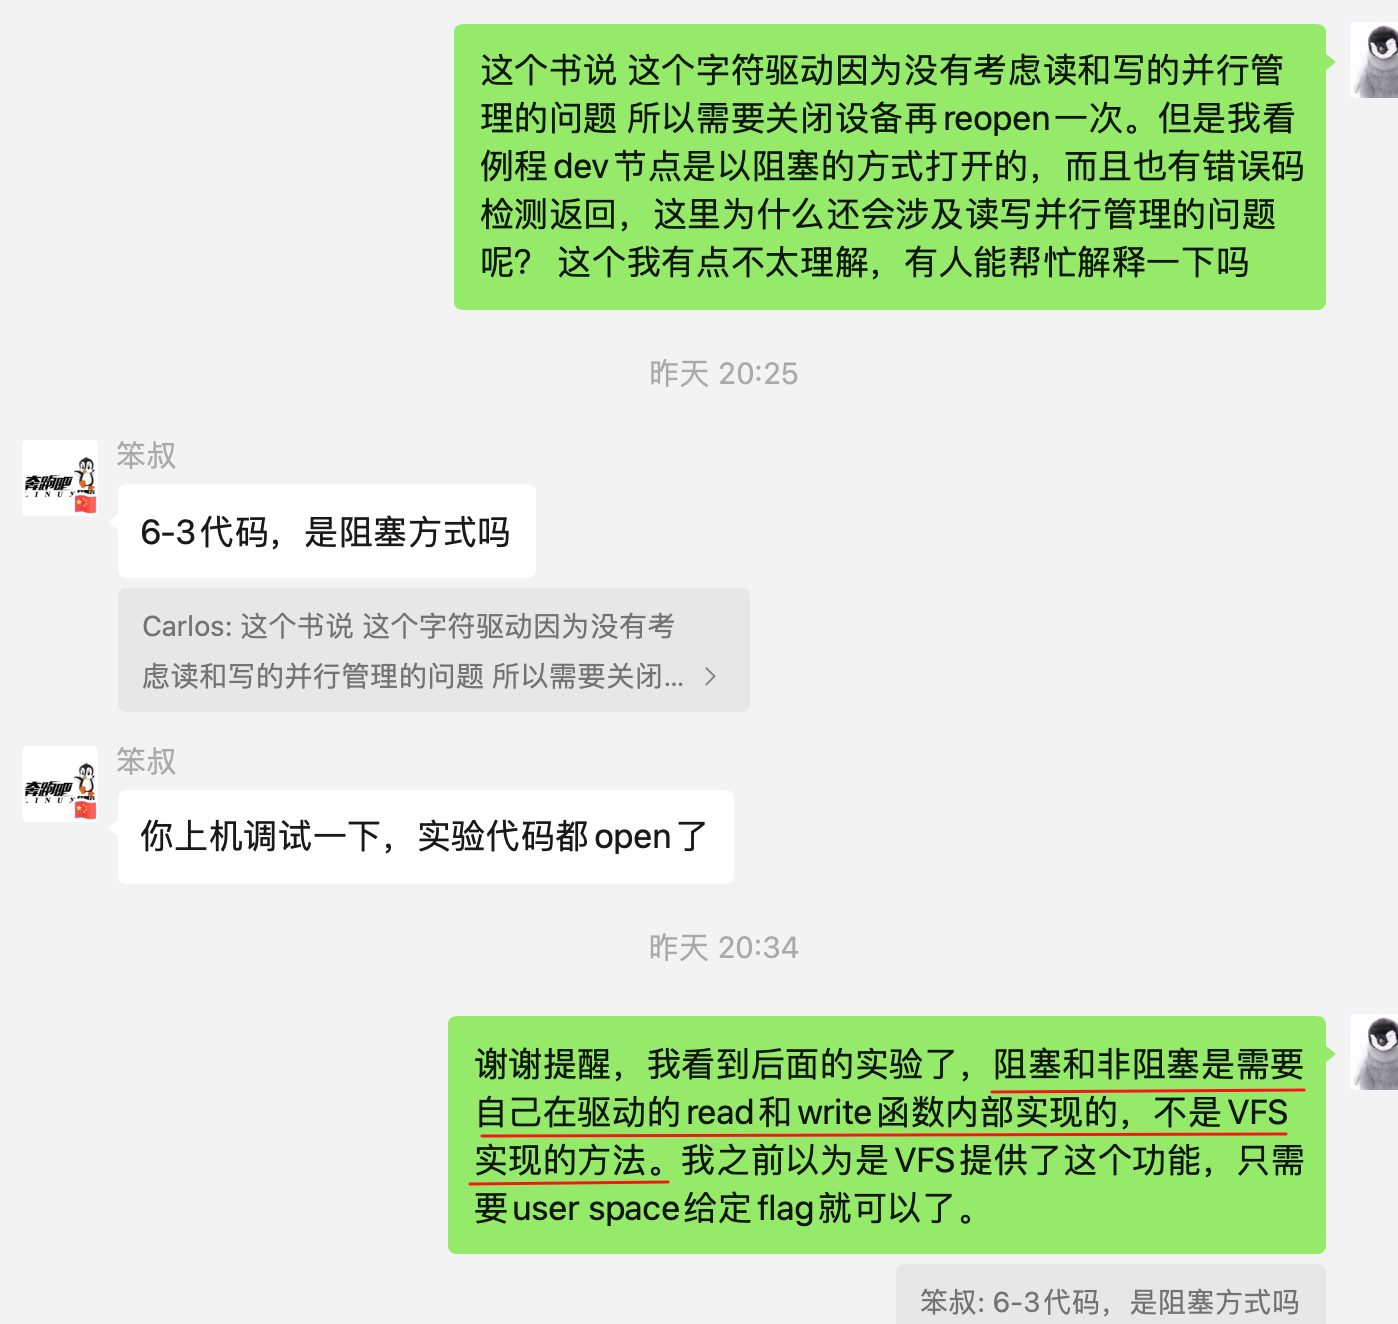 这个书说 这个字符驱动因为没有考虑读和写的并行管
理的问题 所以需要关闭设备再reopen一次。但是我看
例程dev节点是以阻塞的方式打开的，而且也有错误码
检测返回，这里为什么还会涉及读写并行管理的问题
呢？ 这个我有点不太理解，有人能帮忙解释一下吗
昨天 20:25
笨叔
奔跑吧
LINUX
6-3代码，是阻塞方式吗
Carlos: 这个书说 这个字符驱动因为没有考
虑读和写的并行管理的问题 所以需要关闭...
笨叔
奔跑吧
LINUX
你上机调试一下，实验代码都open了
昨天 20:34
谢谢提醒，我看到后面的实验了，阻塞和非阻塞是需要
自己在驱动的read和write函数内部实现的，不是VFS
实现的方法。我之前以为是VFS提供了这个功能，只需
要user space给定flag就可以了。
笨叔: 6-3代码，是阻塞方式吗